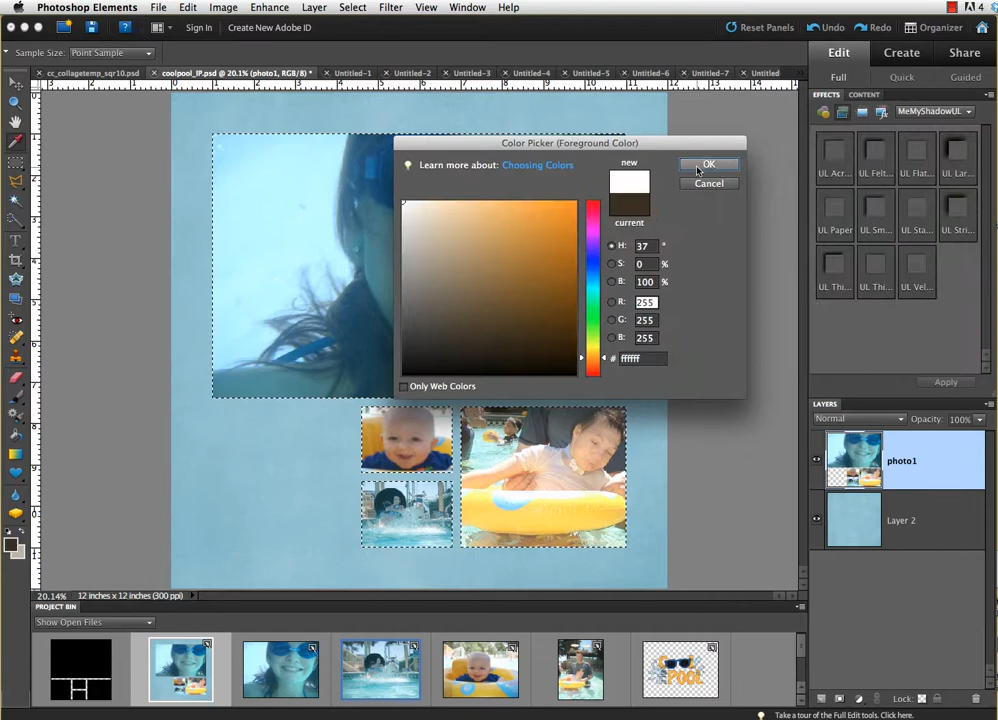 Photoshop Elements File Edit Image Enhance Layer Select Filter View Window Help 4
Sign In Create New Adobe ID Reset Panels Undo Redo Organizer
Sample Size: Point Sample Edit Create Share
cc_collagetemp_sqr10.psd coolpool_IP.psd @ 20.1% (photo1, RGB/8) * Untitled-1 Untitled-2 Untitled-3 Untitled-4 Untitled-5 Untitled-6 Untitled-7 Untitled
Full Quick Guided
EFFECTS CONTENT
MeMyShadowUL
UL Acr... UL Felt... UL Flat... UL Lar...
UL Paper UL Sm... UL Sta... UL Stri...
UL Thi... UL Thi... UL Vel...
Apply
Color Picker (Foreground Color)
Learn more about: Choosing Colors
new
current
OK
Cancel
H: 37 °
S: 0 %
B: 100 %
R: 255
G: 255
B: 255
# ffffff
Only Web Colors
LAYERS
Normal Opacity: 100%
photo1
Layer 2
Lock:
20.14% 12 inches x 12 inches (300 ppi)
PROJECT BIN
Show Open Files
COOL
POOL
Take a tour of the Full Edit tools. Click here.